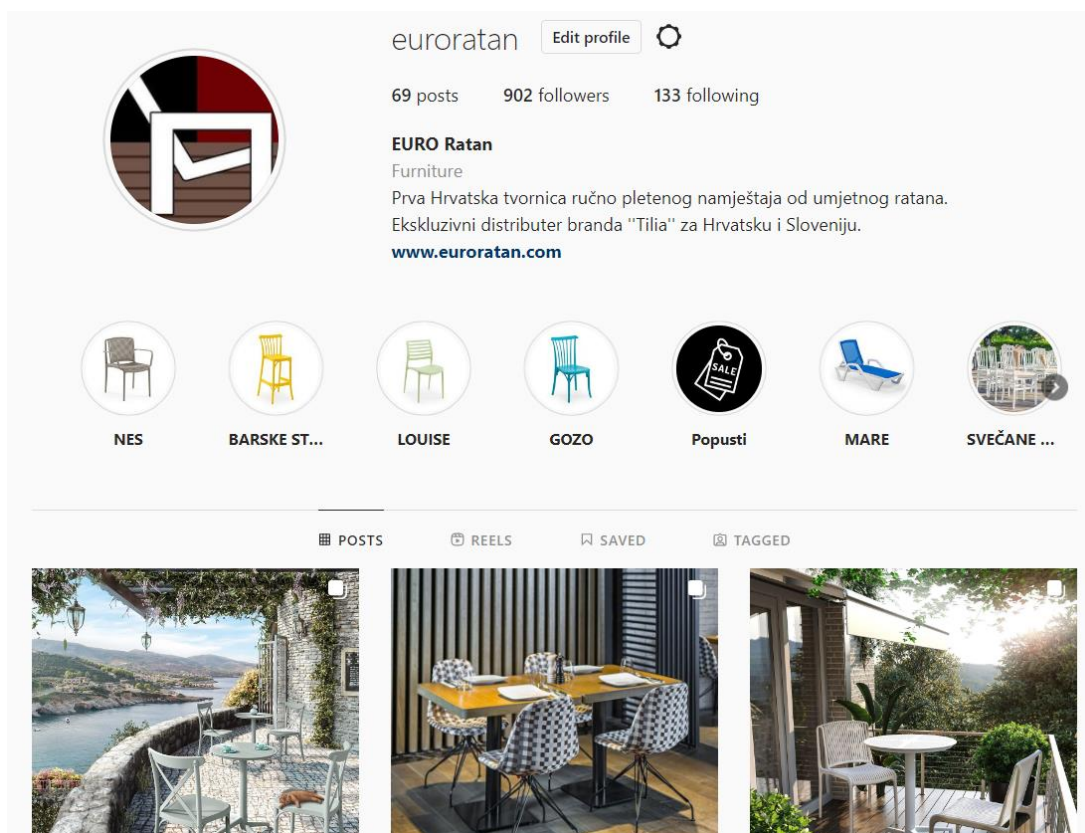 euroratan Edit profile
69 posts 902 followers 133 following
EURO Ratan
Furniture
Prva Hrvatska tvornica ručno pletenog namještaja od umjetnog ratana.
Ekskluzivni distributer branda "Tilia" za Hrvatsku i Sloveniju.
www.euroratan.com
SALE
NES BARSKE ST... LOUISE GOZO Popusti MARE SVEČANE ...
POSTS REELS SAVED TAGGED